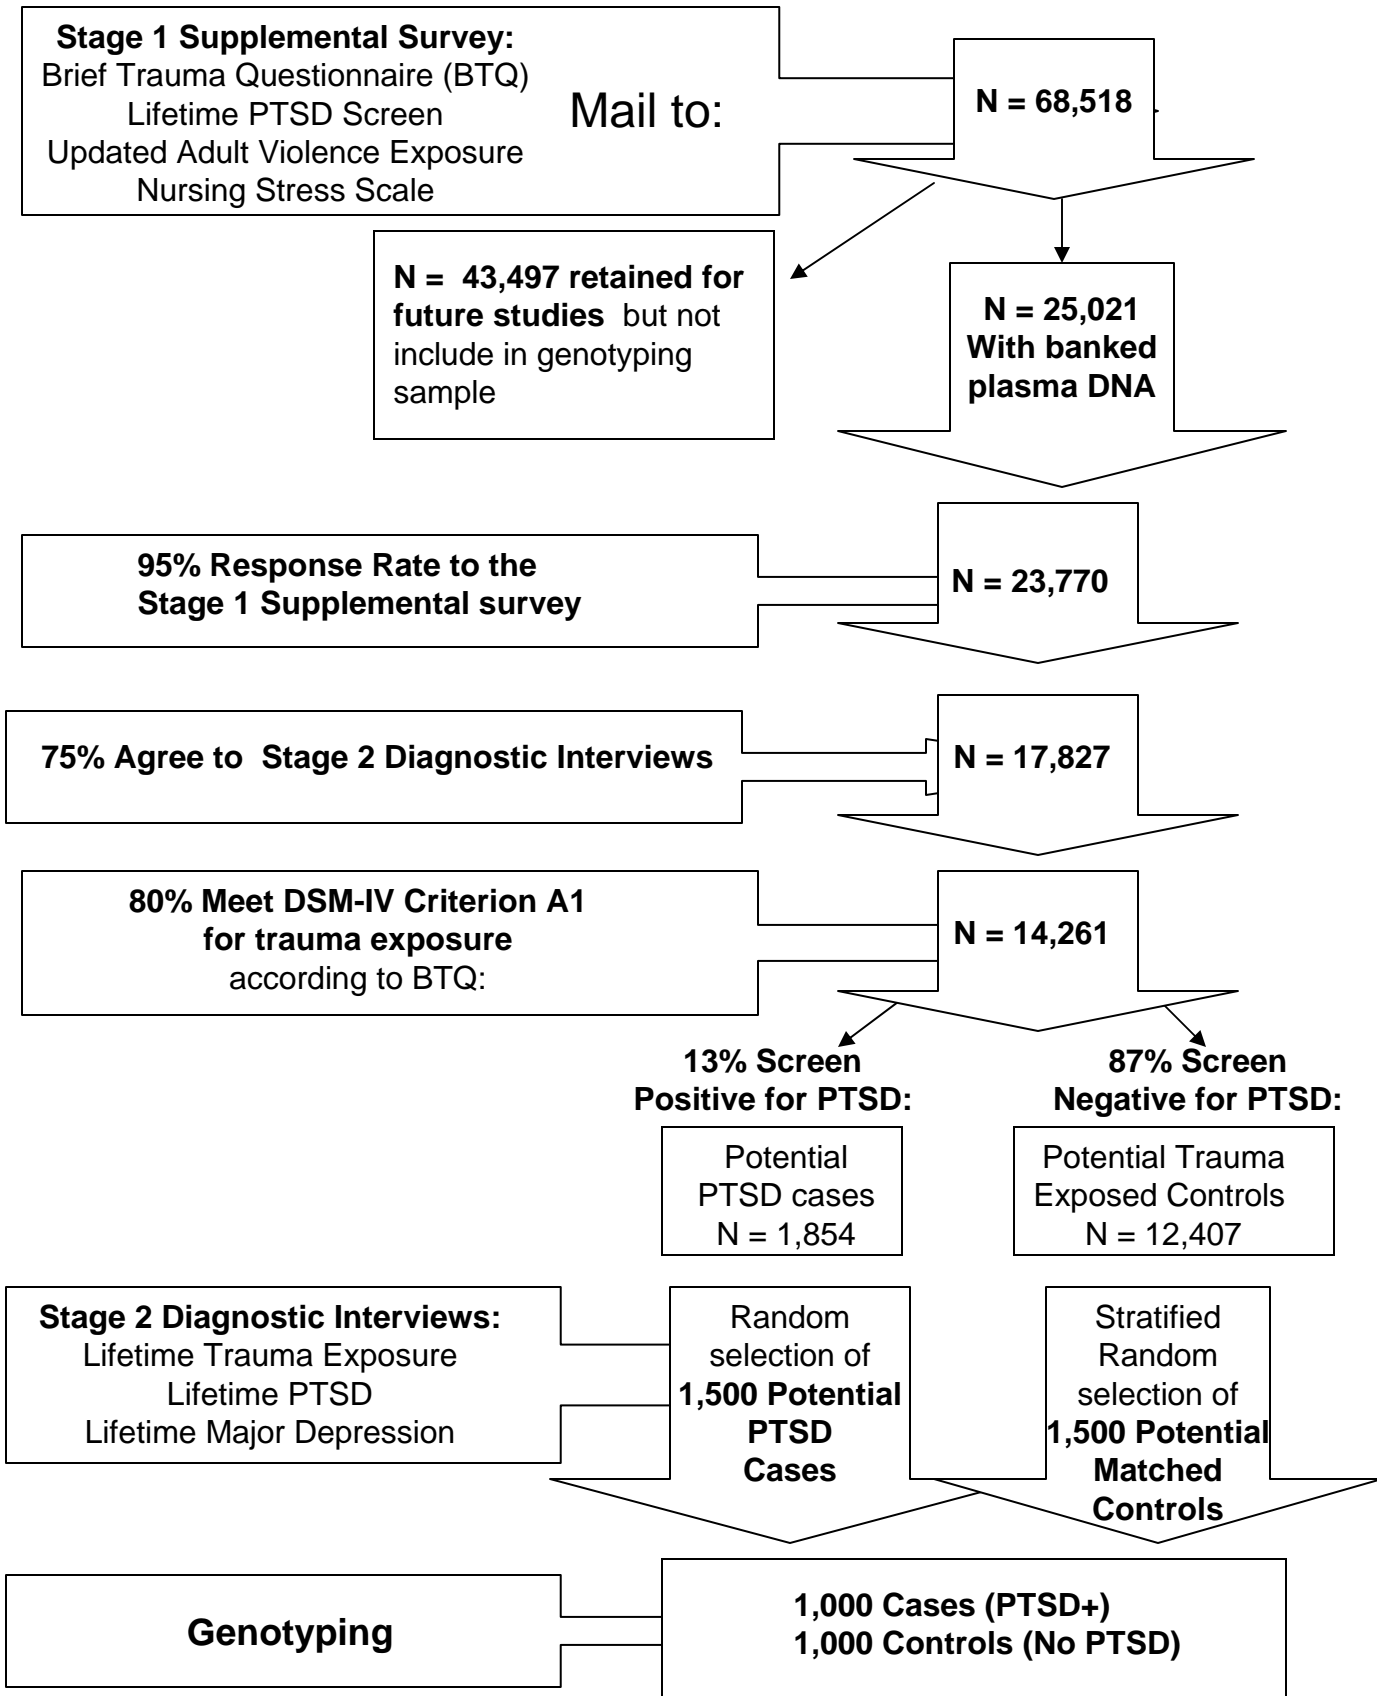 Stage 1 Supplemental Survey:
Brief Trauma Questionnaire (BTQ)
Lifetime PTSD Screen
Updated Adult Violence Exposure
Nursing Stress Scale
Mail to:
N = 68,518
N =  43,497 retained for
future studies  but not
include in genotyping
sample
N = 25,021
With banked
plasma DNA
95% Response Rate to the
Stage 1 Supplemental survey
N = 23,770
75% Agree to  Stage 2 Diagnostic Interviews
N = 17,827
80% Meet DSM-IV Criterion A1
for trauma exposure
according to BTQ:
N = 14,261
13% Screen
Positive for PTSD:
87% Screen
Negative for PTSD:
Potential
PTSD cases
N = 1,854
Potential Trauma
Exposed Controls
N = 12,407
Stage 2 Diagnostic Interviews:
Lifetime Trauma Exposure
Lifetime PTSD
Lifetime Major Depression
Random
selection of
1,500 Potential
PTSD
Cases
Stratified
Random
selection of
1,500 Potential
Matched
Controls
Genotyping
1,000 Cases (PTSD+)
1,000 Controls (No PTSD)